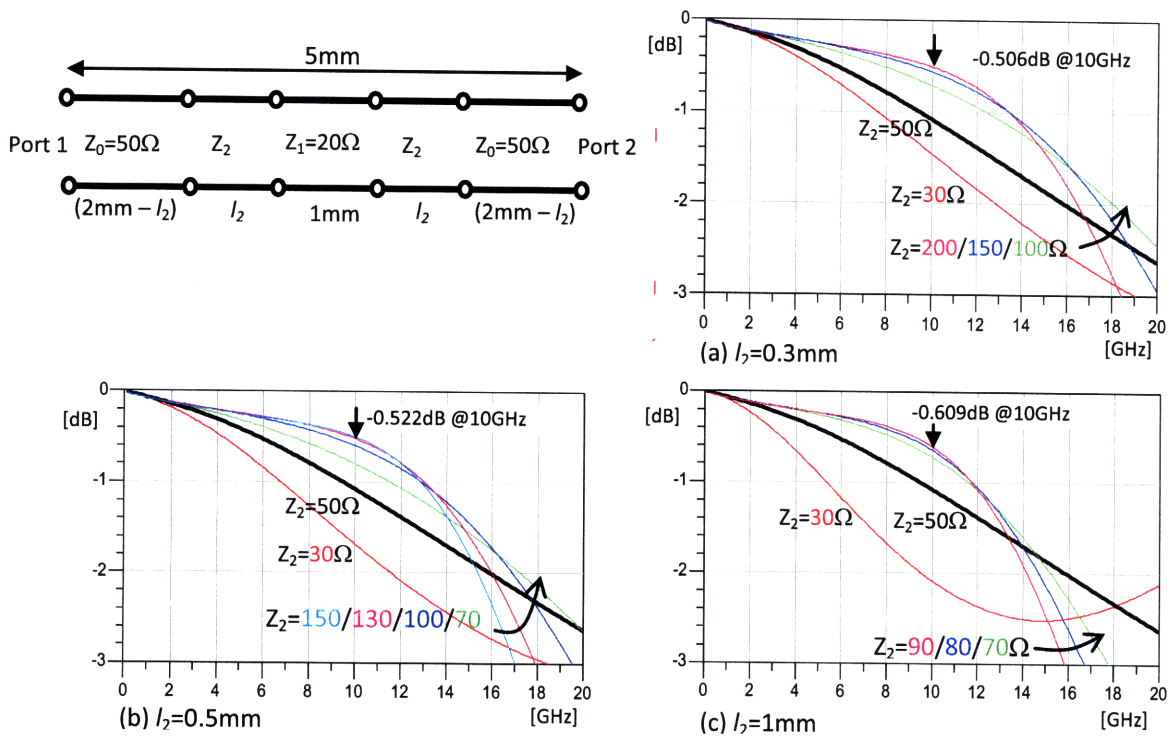 5mm
Port 1 Z0=50Ω Z2 Z1=20Ω Z2 Z0=50Ω Port 2
(2mm – l2) l2 1mm l2 (2mm – l2)
0
[dB]
-1
-2
-3
-0.506dB @10GHz
Z2=50Ω
Z2=30Ω
Z2=200/150/100Ω
0 2 4 6 8 10 12 14 16 18 20
(a) l2=0.3mm
[GHz]
0
[dB]
-1
-2
-3
-0.522dB @10GHz
Z2=50Ω
Z2=30Ω
Z2=150/130/100/70
0 2 4 6 8 10 12 14 16 18 20
(b) l2=0.5mm
[GHz]
0
[dB]
-1
-2
-3
-0.609dB @10GHz
Z2=30Ω
Z2=50Ω
Z2=90/80/70Ω
0 2 4 6 8 10 12 14 16 18 20
(c) l2=1mm
[GHz]